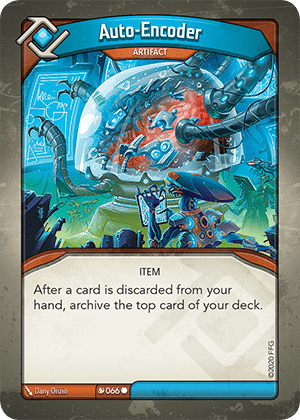 Auto-Encoder
ARTIFACT
ITEM
After a card is discarded from your
hand, archive the top card of your deck.
Dany Orizio
066
©2020 FFG